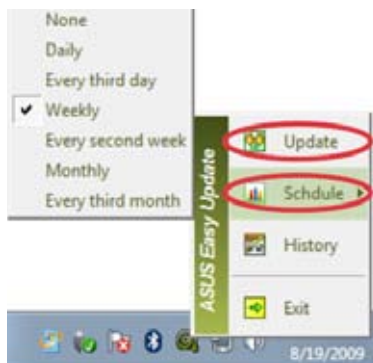 None
Daily
Every third day
Weekly
Every second week
Monthly
Every third month
ASUS Easy Update
Update
Schdule
History
Exit
8/19/2009